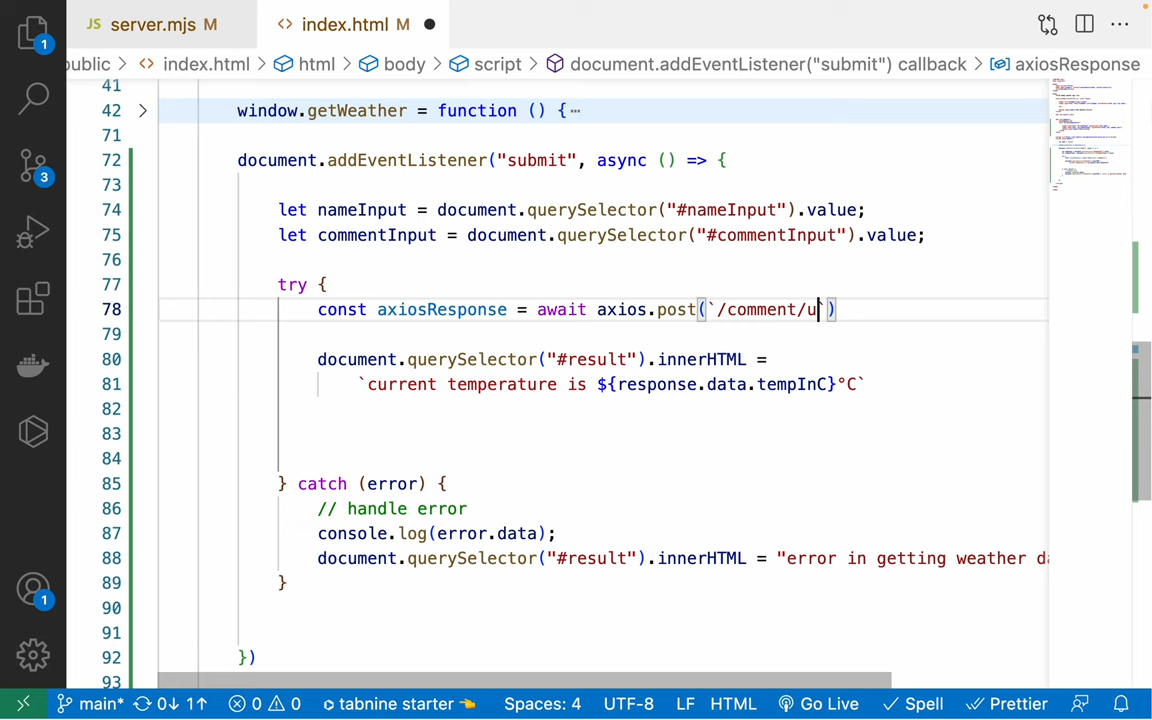 JS server.mjs M
<> index.html M ●
public > <> index.html > html > body > script > document.addEventListener("submit") callback > axiosResponse
41
42 > window.getWeather = function () {⋯
71
72 document.addEventListener("submit", async () => {
73
74 let nameInput = document.querySelector("#nameInput").value;
75 let commentInput = document.querySelector("#commentInput").value;
76
77 try {
78 const axiosResponse = await axios.post(`/comment/u`)
79
80 document.querySelector("#result").innerHTML =
81 `current temperature is ${response.data.tempInC}°C`
82
83
84
85 } catch (error) {
86 // handle error
87 console.log(error.data);
88 document.querySelector("#result").innerHTML = "error in getting weather da
89 }
90
91
92 })
93
1
3
1
main* 0↓ 1↑ 0 0 tabnine starter 👈 Spaces: 4 UTF-8 LF HTML Go Live Spell Prettier